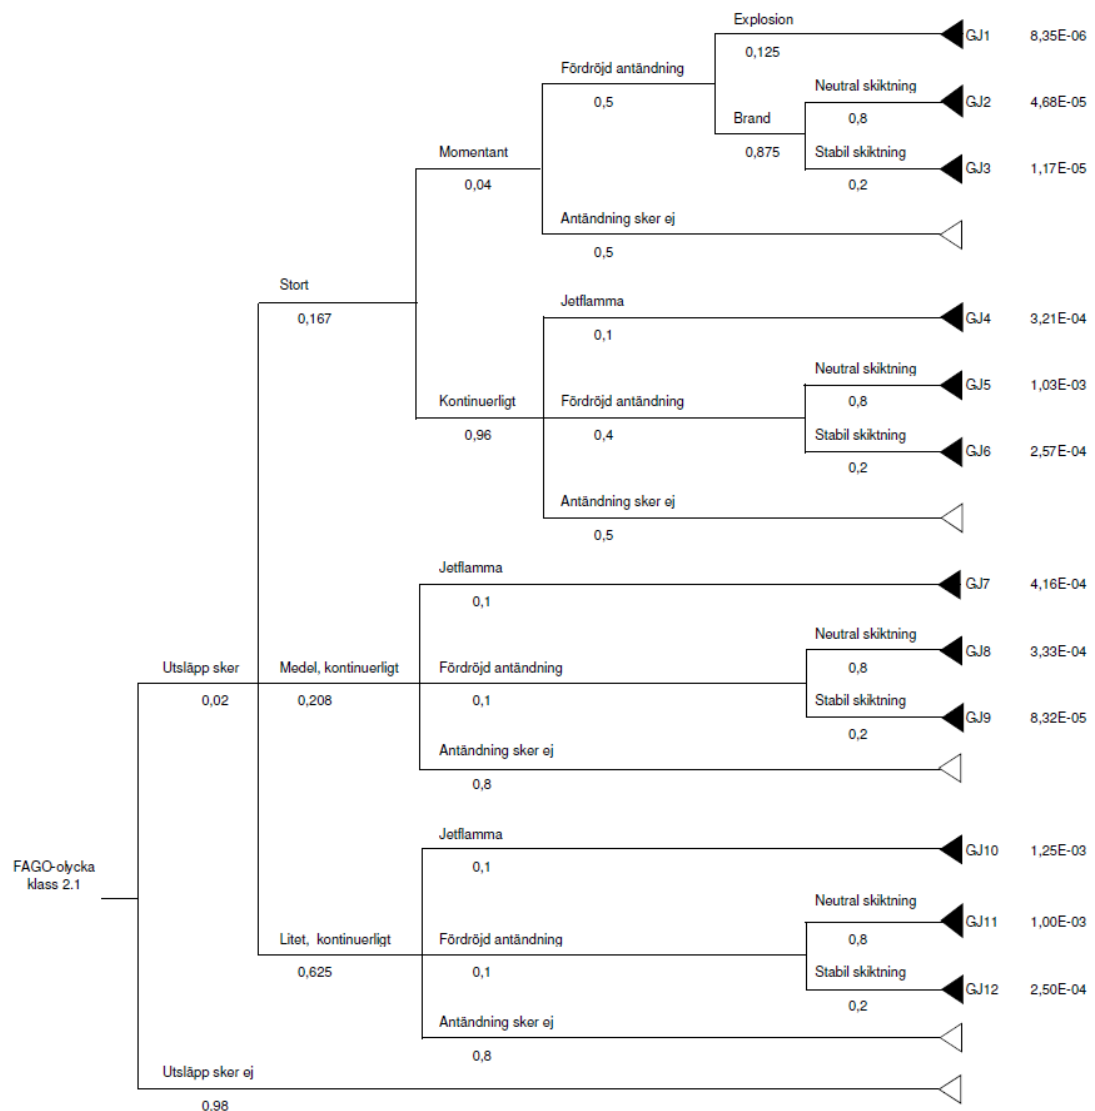 Explosion
GJ1 8,35E-06
0,125
Fördröjd antändning
Neutral skiktning
0,5
GJ2 4,68E-05
Brand
0,8
Momentant
0,875
Stabil skiktning
0,04
GJ3 1,17E-05
0,2
Antändning sker ej
0,5
Stort
Jetflamma
0,167
GJ4 3,21E-04
0,1
Neutral skiktning
GJ5 1,03E-03
Kontinuerligt
Fördröjd antändning
0,8
0,96
0,4
Stabil skiktning
GJ6 2,57E-04
0,2
Antändning sker ej
0,5
Jetflamma
GJ7 4,16E-04
0,1
Neutral skiktning
GJ8 3,33E-04
Utsläpp sker
Medel, kontinuerligt
Fördröjd antändning
0,8
0,02
0,208
0,1
Stabil skiktning
GJ9 8,32E-05
0,2
Antändning sker ej
0,8
Jetflamma
GJ10 1,25E-03
FAGO-olycka
klass 2.1
0,1
Neutral skiktning
GJ11 1,00E-03
Litet, kontinuerligt
Fördröjd antändning
0,8
0,625
0,1
Stabil skiktning
GJ12 2,50E-04
0,2
Antändning sker ej
0,8
Utsläpp sker ej
0,98